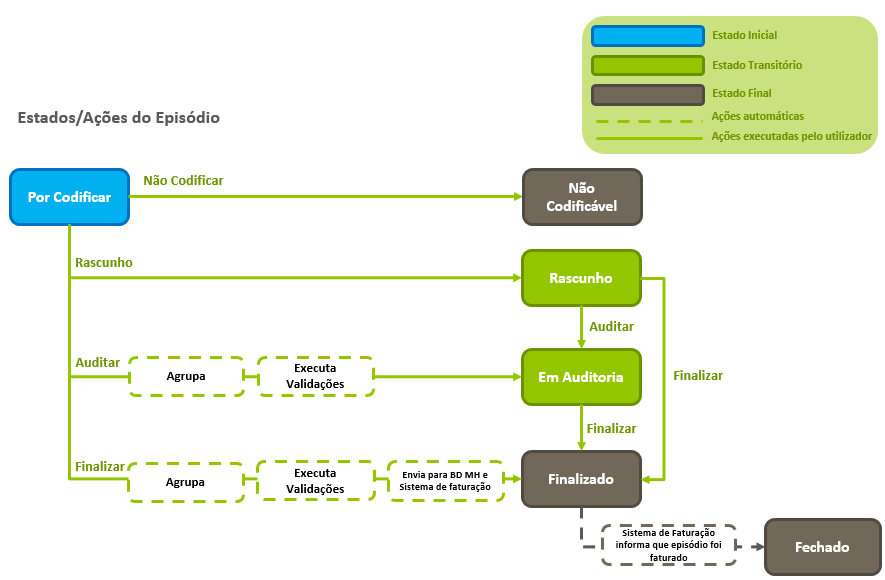 Estado Inicial
Estado Transitório
Estado Final
Ações automáticas
Ações executadas pelo utilizador
Estados/Ações do Episódio
Por Codificar
Não Codificar
Não
Codificável
Rascunho
Rascunho
Auditar
Auditar
Agrupa
Executa
Validações
Em Auditoria
Finalizar
Finalizar
Finalizar
Agrupa
Executa
Validações
Envia para BD MH e
Sistema de faturação
Finalizado
Sistema de Faturação
informa que episódio foi
faturado
Fechado